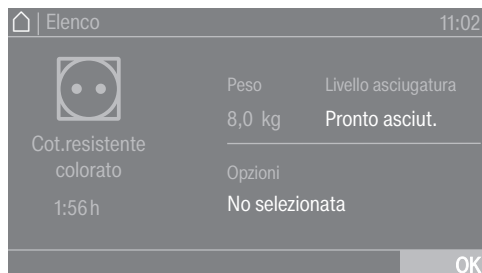 | Elenco 11:02
Peso Livello asciugatura
8,0 kg Pronto asciut.
Cot.resistente
colorato
1:56 h
Opzioni
No selezionata
OK